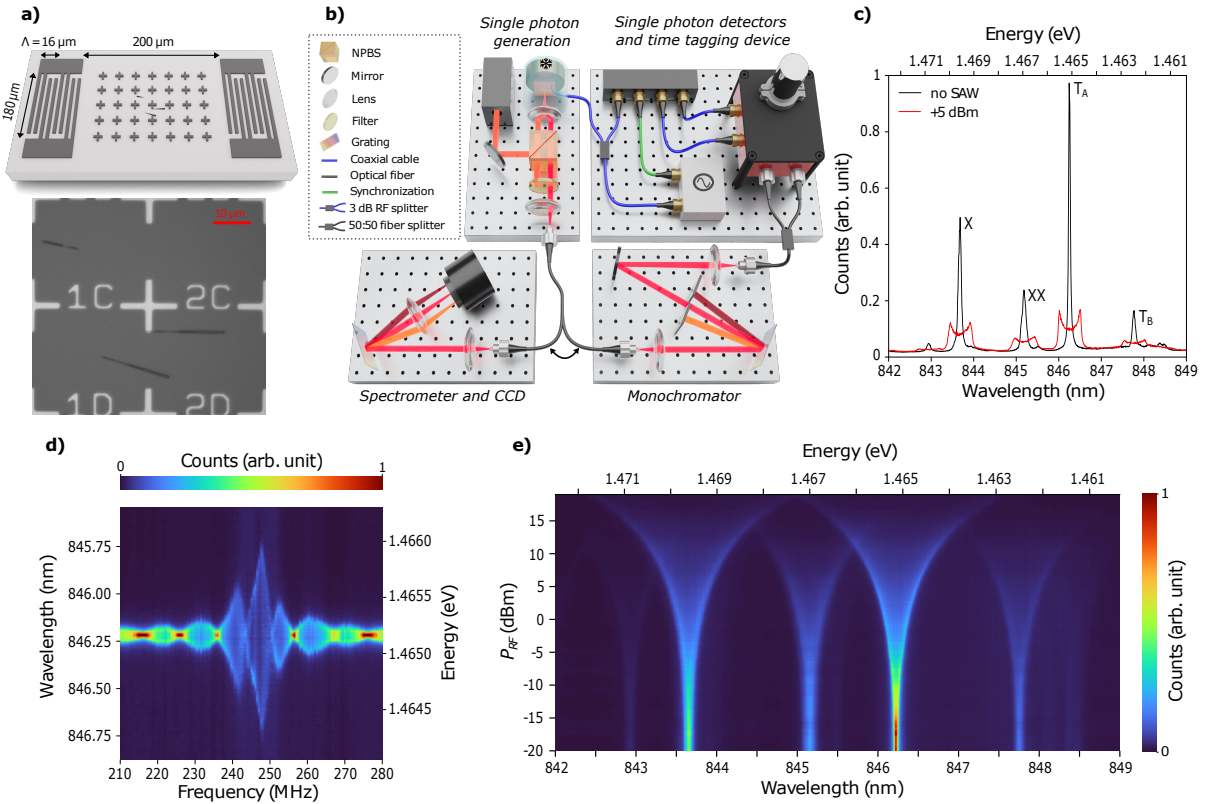 a)
Λ = 16 μm
200 μm
180μm
10 μm
1C
2C
1D
2D
b)
Single photon
generation
Single photon detectors
and time tagging device
NPBS
Mirror
Lens
Filter
Grating
Coaxial cable
Optical fiber
Synchronization
3 dB RF splitter
50:50 fiber splitter
Spectrometer and CCD
Monochromator
c)
Energy (eV)
1.471 1.469 1.467 1.465 1.463 1.461
no SAW
+5 dBm
X
XX
T_A
T_B
Counts (arb. unit)
1
0.8
0.6
0.4
0.2
0
842 843 844 845 846 847 848 849
Wavelength (nm)
d)
Counts (arb. unit)
0 1
Wavelength (nm)
845.75
846.00
846.25
846.50
846.75
Energy (eV)
1.4660
1.4655
1.4650
1.4645
210 220 230 240 250 260 270 280
Frequency (MHz)
e)
Energy (eV)
1.471 1.469 1.467 1.465 1.463 1.461
P_RF (dBm)
15
10
5
0
-5
-10
-15
-20
842 843 844 845 846 847 848 849
Wavelength (nm)
Counts (arb. unit)
1
0